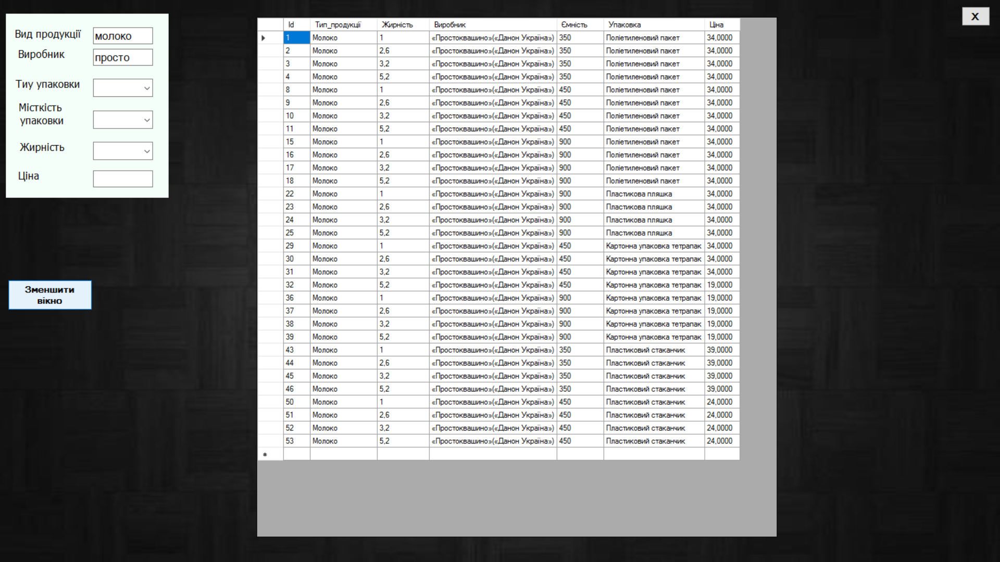 X
Вид продукції молоко
Виробник просто
Тиу упаковки
Місткість
упаковки
Жирність
Ціна
Зменшити
вікно
Id Тип_продукції Жирність Виробник Ємність Упаковка Ціна
1 Молоко 1 «Простоквашино»(«Данон Україна») 350 Поліетиленовий пакет 34,0000
2 Молоко 2,6 «Простоквашино»(«Данон Україна») 350 Поліетиленовий пакет 34,0000
3 Молоко 3,2 «Простоквашино»(«Данон Україна») 350 Поліетиленовий пакет 34,0000
4 Молоко 5,2 «Простоквашино»(«Данон Україна») 350 Поліетиленовий пакет 34,0000
8 Молоко 1 «Простоквашино»(«Данон Україна») 450 Поліетиленовий пакет 34,0000
9 Молоко 2,6 «Простоквашино»(«Данон Україна») 450 Поліетиленовий пакет 34,0000
10 Молоко 3,2 «Простоквашино»(«Данон Україна») 450 Поліетиленовий пакет 34,0000
11 Молоко 5,2 «Простоквашино»(«Данон Україна») 450 Поліетиленовий пакет 34,0000
15 Молоко 1 «Простоквашино»(«Данон Україна») 900 Поліетиленовий пакет 34,0000
16 Молоко 2,6 «Простоквашино»(«Данон Україна») 900 Поліетиленовий пакет 34,0000
17 Молоко 3,2 «Простоквашино»(«Данон Україна») 900 Поліетиленовий пакет 34,0000
18 Молоко 5,2 «Простоквашино»(«Данон Україна») 900 Поліетиленовий пакет 34,0000
22 Молоко 1 «Простоквашино»(«Данон Україна») 900 Пластикова пляшка 34,0000
23 Молоко 2,6 «Простоквашино»(«Данон Україна») 900 Пластикова пляшка 34,0000
24 Молоко 3,2 «Простоквашино»(«Данон Україна») 900 Пластикова пляшка 34,0000
25 Молоко 5,2 «Простоквашино»(«Данон Україна») 900 Пластикова пляшка 34,0000
29 Молоко 1 «Простоквашино»(«Данон Україна») 450 Картонна упаковка тетрапак 34,0000
30 Молоко 2,6 «Простоквашино»(«Данон Україна») 450 Картонна упаковка тетрапак 34,0000
31 Молоко 3,2 «Простоквашино»(«Данон Україна») 450 Картонна упаковка тетрапак 34,0000
32 Молоко 5,2 «Простоквашино»(«Данон Україна») 450 Картонна упаковка тетрапак 19,0000
36 Молоко 1 «Простоквашино»(«Данон Україна») 900 Картонна упаковка тетрапак 19,0000
37 Молоко 2,6 «Простоквашино»(«Данон Україна») 900 Картонна упаковка тетрапак 19,0000
38 Молоко 3,2 «Простоквашино»(«Данон Україна») 900 Картонна упаковка тетрапак 19,0000
39 Молоко 5,2 «Простоквашино»(«Данон Україна») 900 Картонна упаковка тетрапак 19,0000
43 Молоко 1 «Простоквашино»(«Данон Україна») 350 Пластиковий стаканчик 39,0000
44 Молоко 2,6 «Простоквашино»(«Данон Україна») 350 Пластиковий стаканчик 39,0000
45 Молоко 3,2 «Простоквашино»(«Данон Україна») 350 Пластиковий стаканчик 39,0000
46 Молоко 5,2 «Простоквашино»(«Данон Україна») 350 Пластиковий стаканчик 39,0000
50 Молоко 1 «Простоквашино»(«Данон Україна») 450 Пластиковий стаканчик 24,0000
51 Молоко 2,6 «Простоквашино»(«Данон Україна») 450 Пластиковий стаканчик 24,0000
52 Молоко 3,2 «Простоквашино»(«Данон Україна») 450 Пластиковий стаканчик 24,0000
53 Молоко 5,2 «Простоквашино»(«Данон Україна») 450 Пластиковий стаканчик 24,0000